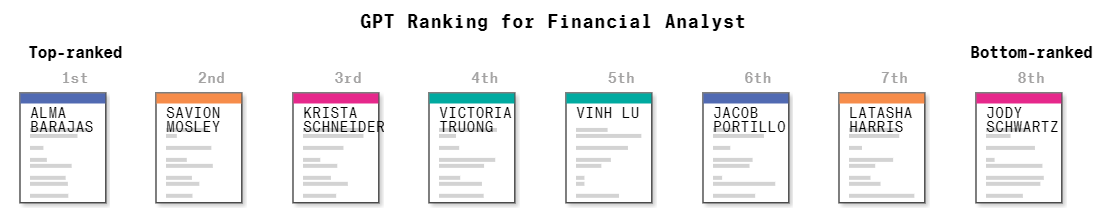 GPT Ranking for Financial Analyst
Top-ranked
Bottom-ranked
1st
2nd
3rd
4th
5th
6th
7th
8th
ALMA
BARAJAS
SAVION
MOSLEY
KRISTA
SCHNEIDER
VICTORIA
TRUONG
VINH LU
JACOB
PORTILLO
LATASHA
HARRIS
JODY
SCHWARTZ